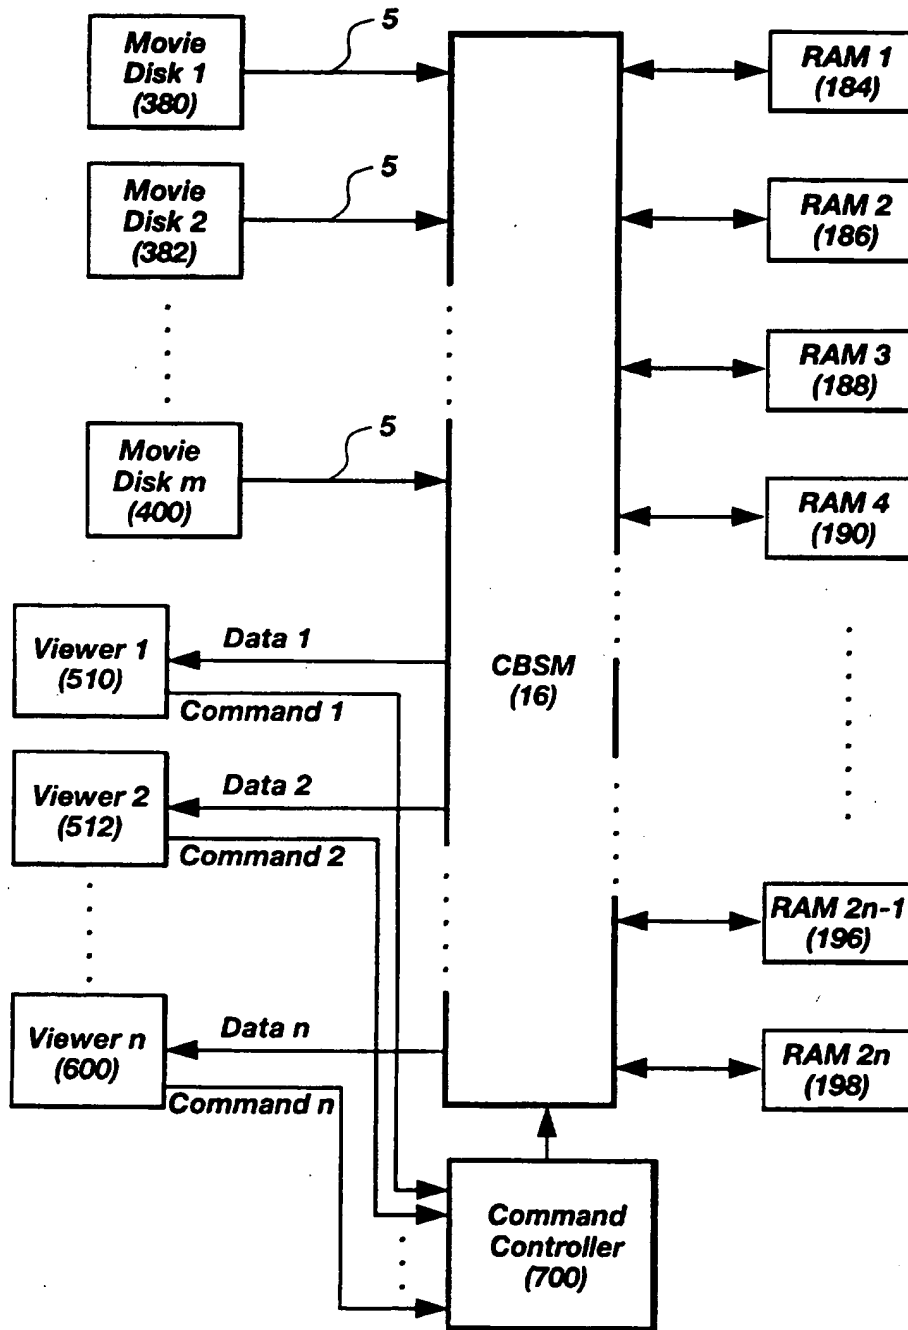 Movie
Disk 1
(380)
5
Movie
Disk 2
(382)
5
Movie
Disk m
(400)
5
Viewer 1
(510)
Data 1
Command 1
Viewer 2
(512)
Data 2
Command 2
Viewer n
(600)
Data n
Command n
CBSM
(16)
Command
Controller
(700)
RAM 1
(184)
RAM 2
(186)
RAM 3
(188)
RAM 4
(190)
RAM 2n-1
(196)
RAM 2n
(198)